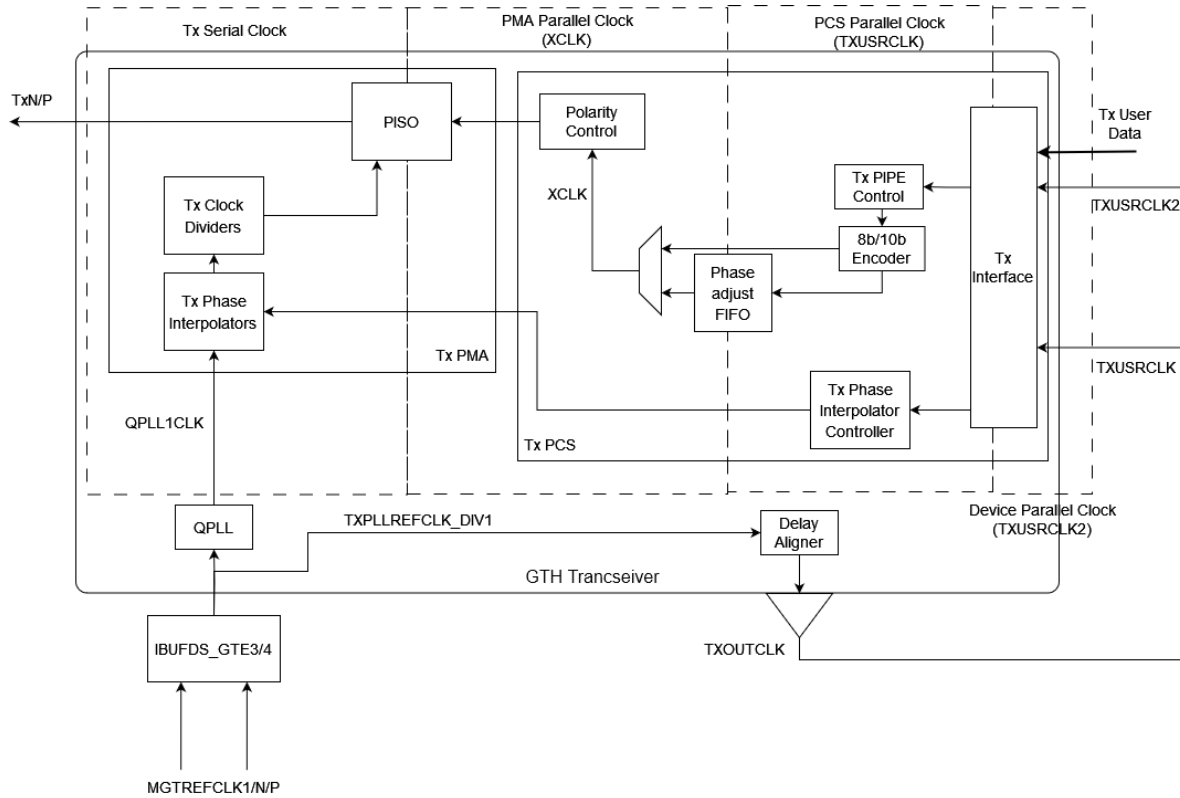 Tx Serial Clock
PMA Parallel Clock
(XCLK)
PCS Parallel Clock
(TXUSRCLK)
TxN/P
PISO
Polarity
Control
Tx User
Data
XCLK
Tx PIPE
Control
TXUSRCLK2
Tx Clock
Dividers
8b/10b
Encoder
Tx
Interface
Phase
adjust
FIFO
Tx Phase
Interpolators
Tx PMA
TXUSRCLK
Tx Phase
Interpolator
Controller
QPLL1CLK
Tx PCS
QPLL
TXPLLREFCLK_DIV1
Delay
Aligner
Device Parallel Clock
(TXUSRCLK2)
GTH Trancseiver
IBUFDS_GTE3/4
TXOUTCLK
MGTREFCLK1/N/P